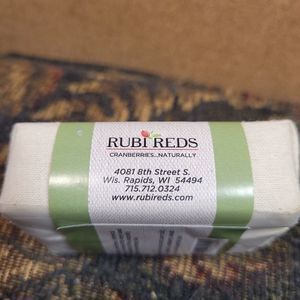 RUBI REDS
CRANBERRIES...NATURALLY
4081 8th Street S.
Wis. Rapids, WI 54494
715.712.0324
www.rubireds.com